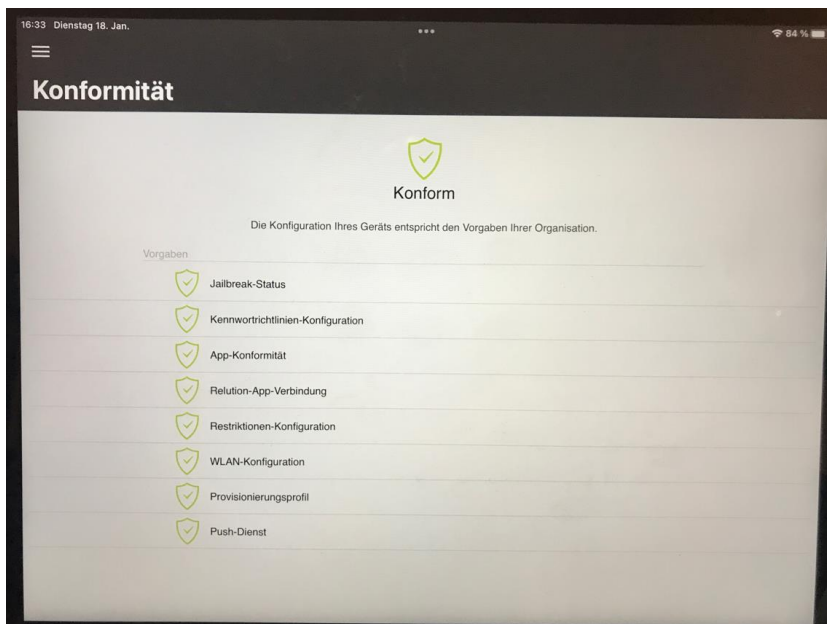 16:33 Dienstag 18. Jan.
84 %
Konformität
Konform
Die Konfiguration Ihres Geräts entspricht den Vorgaben Ihrer Organisation.
Vorgaben
Jailbreak-Status
Kennwortrichtlinien-Konfiguration
App-Konformität
Relution-App-Verbindung
Restriktionen-Konfiguration
WLAN-Konfiguration
Provisionierungsprofil
Push-Dienst